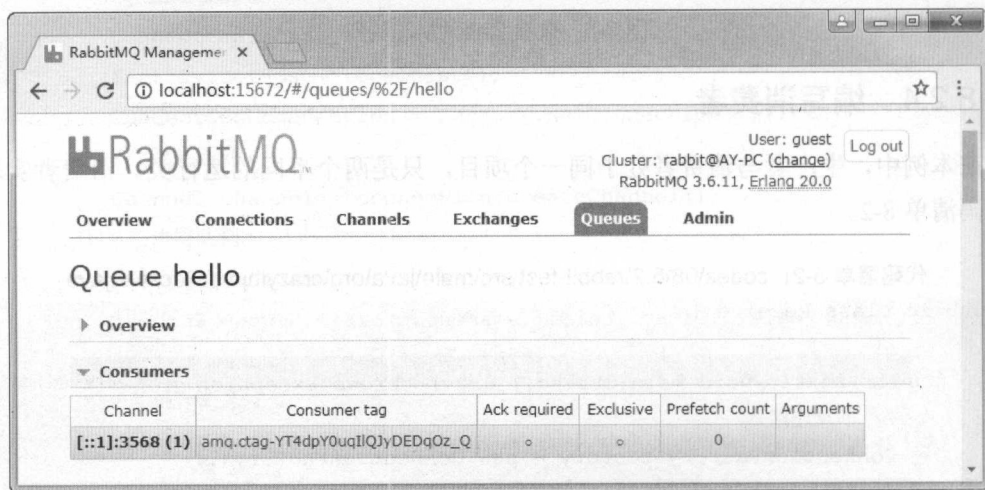 RabbitMQ Managemer
localhost:15672/#/queues/%2F/hello
RabbitMQ
User: guest
Log out
Cluster: rabbit@AY-PC (change)
RabbitMQ 3.6.11, Erlang 20.0
Overview Connections Channels Exchanges Queues Admin
Queue hello
Overview
Consumers
Channel Consumer tag Ack required Exclusive Prefetch count Arguments
[::1]:3568 (1) amq.ctag-YT4dpY0uqIlQJyDEDqOz_Q ○ ○ 0